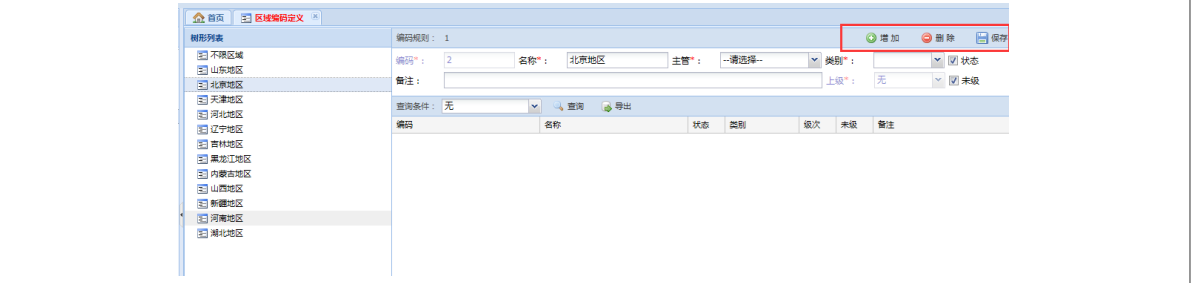 首页 区域编码定义
树形列表
不限区域
山东地区
北京地区
天津地区
河北地区
辽宁地区
吉林地区
黑龙江地区
内蒙古地区
山西地区
新疆地区
河南地区
湖北地区
编码规则： 1 增加 删除 保存
编码*： 2 名称*： 北京地区 主管*： --请选择-- 类别*： 状态
备注： 上级*： 无 末级
查询条件： 无 查询 导出
编码 名称 状态 类别 级次 末级 备注